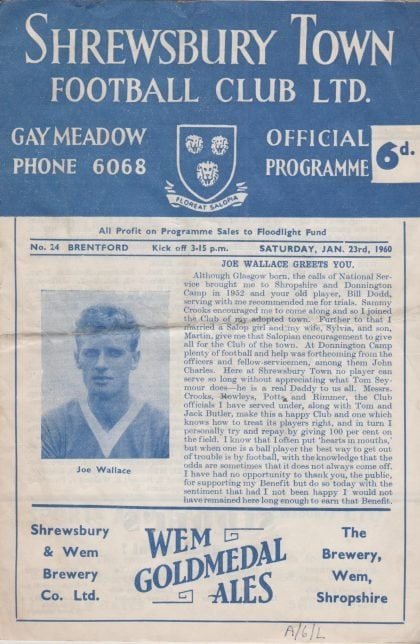 SHREWSBURY TOWN
FOOTBALL CLUB LTD.
GAY MEADOW
PHONE 6068
FLOREAT SALOPIA
OFFICIAL
PROGRAMME
6d.
All Profit on Programme Sales to Floodlight Fund
No. 24 BRENTFORD Kick off 3-15 p.m. SATURDAY, JAN. 23rd, 1960
JOE WALLACE GREETS YOU.
Although Glasgow born, the calls of National Ser-
vice brought me to Shropshire and Donnington
Camp in 1952 and your old player, Bill Dodd,
serving with me recommended me for trials. Sammy
Crooks encouraged me to come along and so I joined
the Club of my adopted town. Further to that I
married a Salop girl and my wife, Sylvia, and son,
Martin, give me that Salopian encouragement to give
all for the Club of the town. At Donnington Camp
plenty of football and help was forthcoming from the
officers and fellow-servicemen, among them John
Charles. Here at Shrewsbury Town no player can
serve so long without appreciating what Tom Sey-
mour does—he is a real Daddy to us all. Messrs.
Crooks, Rowleys, Potts and Rimmer, the Club
officials I have served under, along with Tom and
Jack Butler, make this a happy Club and one which
knows how to treat its players right, and in turn I
personally try and repay by giving 100 per cent on
the field. I know that I often put 'hearts in mouths,'
but when one is a ball player the best way to get out
of trouble is by football, with the knowledge that the
odds are sometimes that it does not always come off.
I have had no opportunity to thank you, the public,
for supporting my Benefit but do so today with the
sentiment that had I not been happy I would not
have remained here long enough to earn that Benefit.
Joe Wallace
Shrewsbury
& Wem
Brewery
Co. Ltd.
WEM
GOLDMEDAL
ALES
The
Brewery,
Wem,
Shropshire
A/6/L